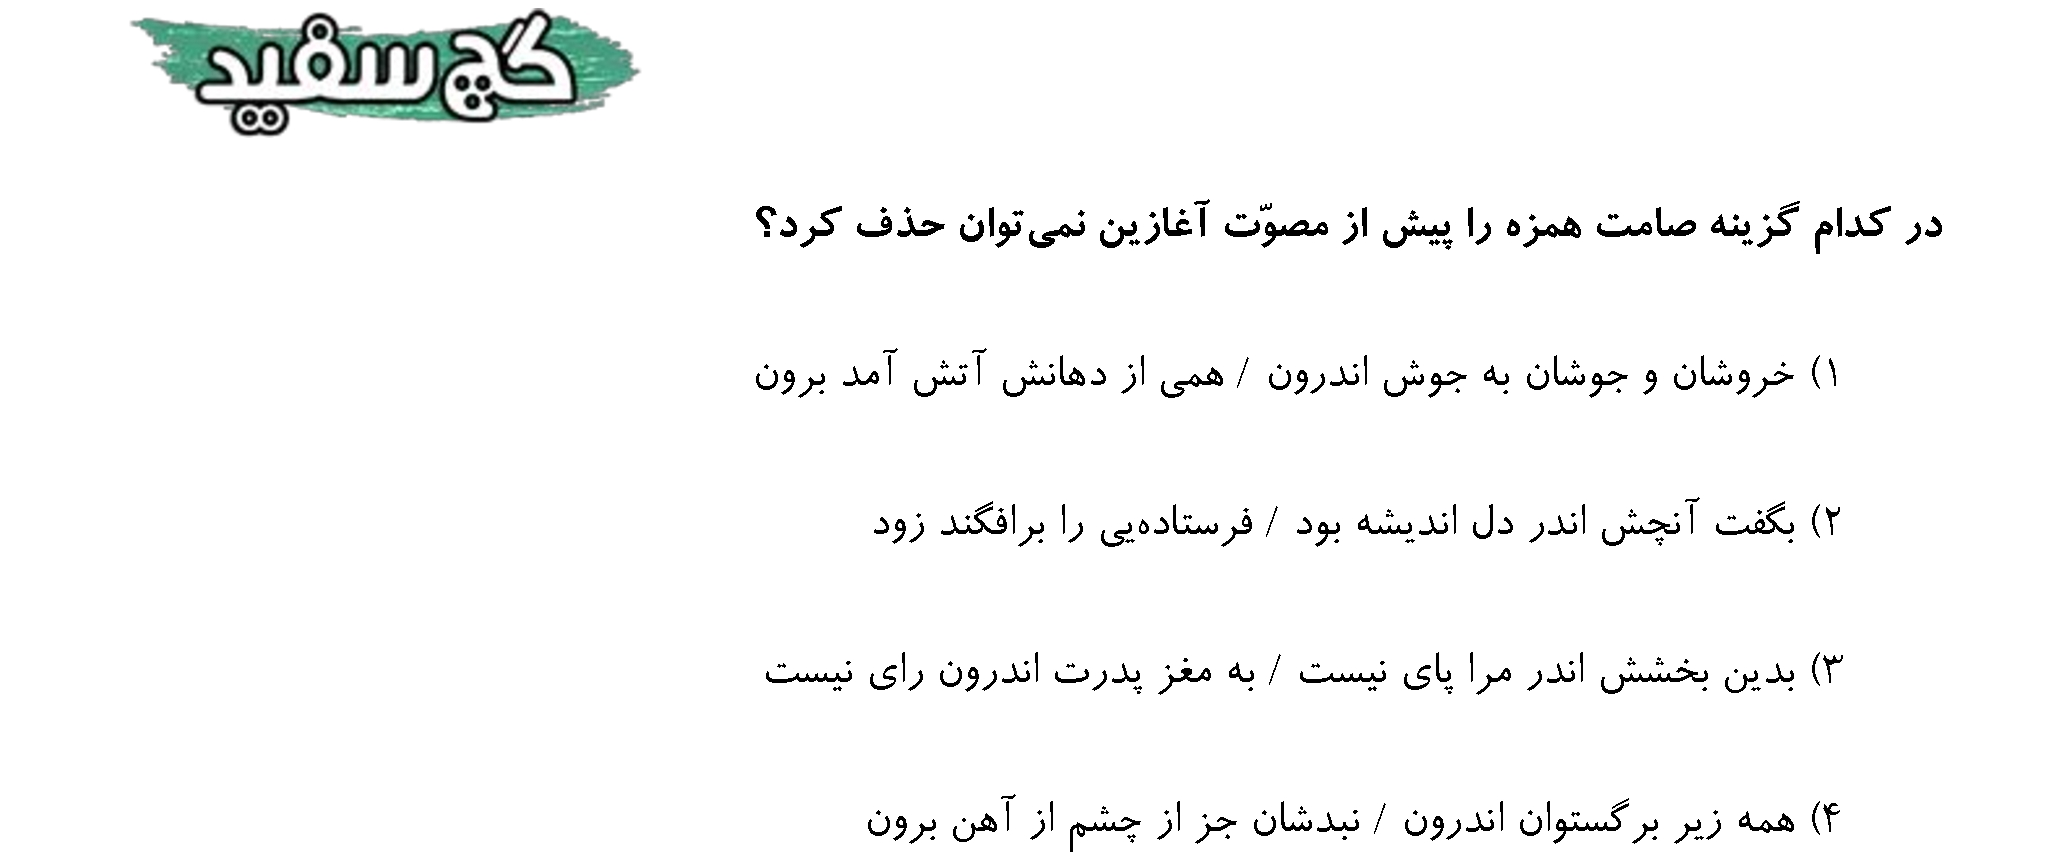 گچ سفید
در کدام گزینه صامت همزه را پیش از مصوّت آغازین نمی‌توان حذف کرد؟
۱) خروشان و جوشان به جوش اندرون / همی از دهانش آتش آمد برون
۲) بگفت آنچش اندر دل اندیشه بود / فرستاده‌یی را برافگند زود
۳) بدین بخشش اندر مرا پای نیست / به مغز پدرت اندرون رای نیست
۴) همه زیر برگستوان اندرون / نبدشان جز از چشم از آهن برون